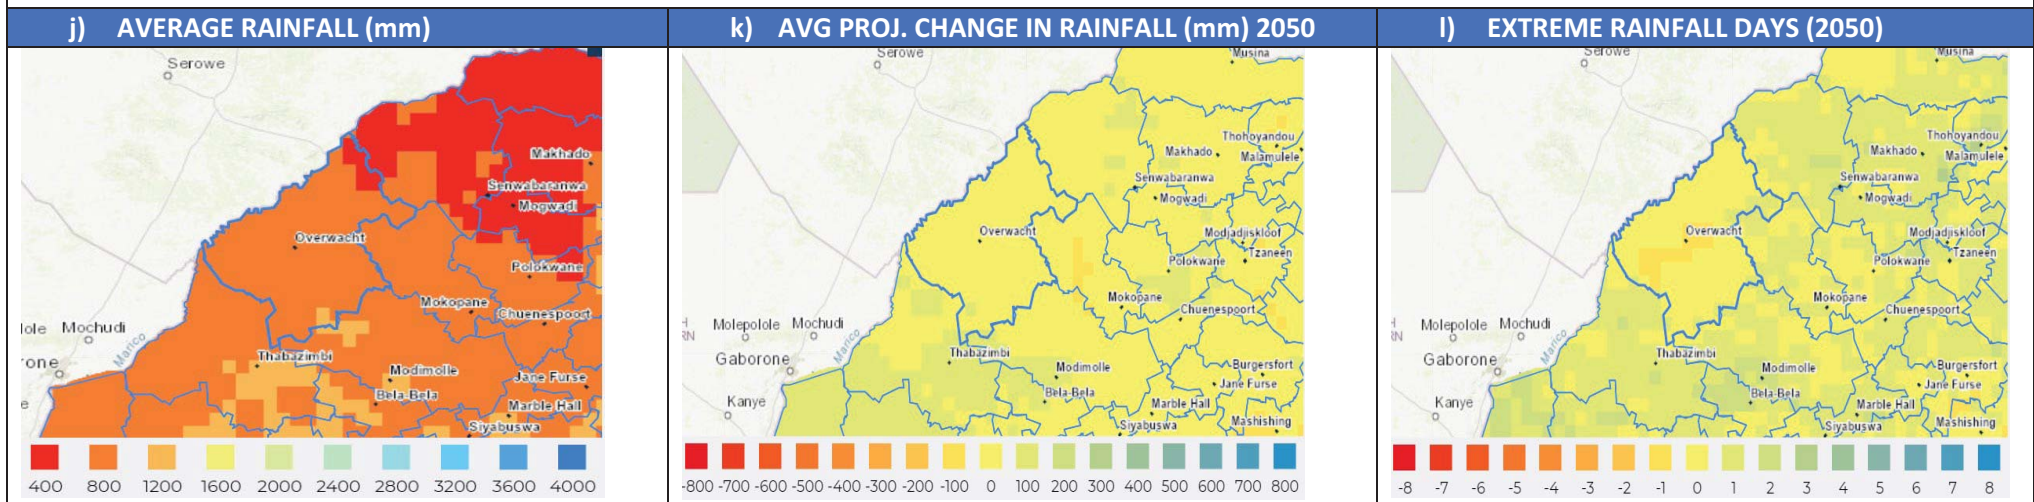 j) AVERAGE RAINFALL (mm)
k) AVG PROJ. CHANGE IN RAINFALL (mm) 2050
l) EXTREME RAINFALL DAYS (2050)
Serowe
Makhado
Senwabaranwa
Mogwadi
Overwacht
Polokwane
Mokopane
Chuenespoort
Mochudi
Marico
Thabazimbi
Modimolle
Jane Furse
Bela-Bela
Marble Hall
Siyabuswa
400 800 1200 1600 2000 2400 2800 3200 3600 4000
Serowe
Musina
Thohoyandou
Makhado
Malamulele
Senwabaranwa
Mogwadi
Overwacht
Modjadjiskloof
Tzaneen
Polokwane
Mokopane
Chuenespoort
Molepolole Mochudi
Marico
Gaborone
Thabazimbi
Modimolle
Burgersfort
Jane Furse
Bela-Bela
Kanye
Marble Hall
Siyabuswa
Mashishing
-800 -700 -600 -500 -400 -300 -200 -100 0 100 200 300 400 500 600 700 800
Serowe
Musina
Thohoyandou
Makhado
Malamulele
Senwabaranwa
Mogwadi
Overwacht
Modjadjiskloof
Tzaneen
Polokwane
Mokopane
Chuenespoort
Molepolole Mochudi
Marico
Gaborone
Thabazimbi
Modimolle
Burgersfort
Jane Furse
Bela-Bela
Kanye
Marble Hall
Siyabuswa
Mashishing
-8 -7 -6 -5 -4 -3 -2 -1 0 1 2 3 4 5 6 7 8